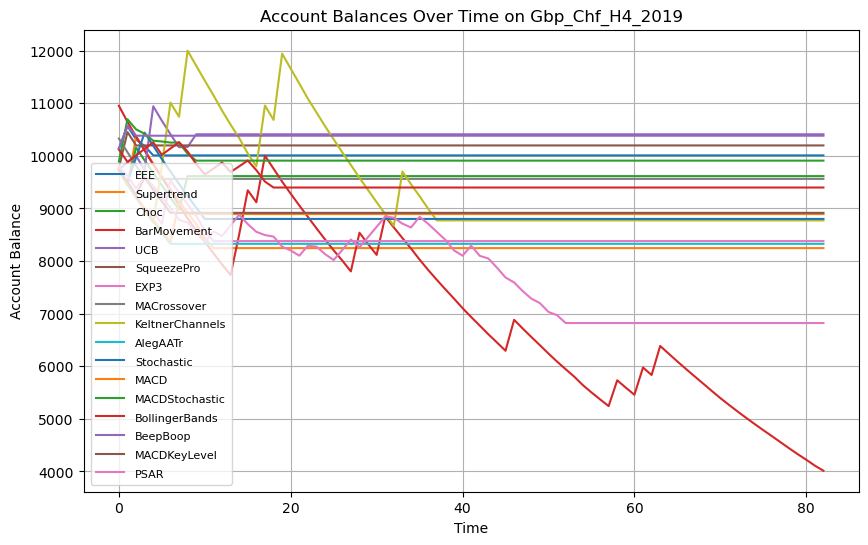 Account Balances Over Time on Gbp_Chf_H4_2019
Account Balance
12000
11000
10000
9000
8000
7000
6000
5000
4000
EEE
Supertrend
Choc
BarMovement
UCB
SqueezePro
EXP3
MACrossover
KeltnerChannels
AlegAATr
Stochastic
MACD
MACDStochastic
BollingerBands
BeepBoop
MACDKeyLevel
PSAR
0
20
40
60
80
Time